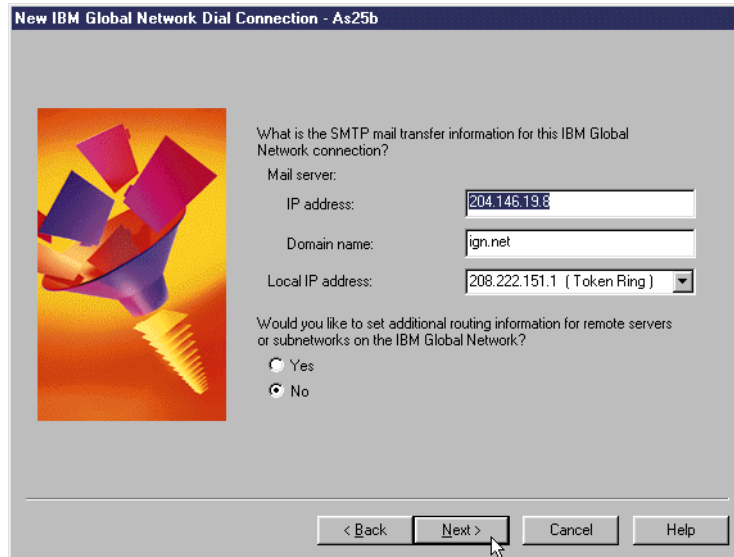 New IBM Global Network Dial Connection - As25b
What is the SMTP mail transfer information for this IBM Global
Network connection?
Mail server:
IP address: 204.146.19.8
Domain name: ign.net
Local IP address: 208.222.151.1 ( Token Ring )
Would you like to set additional routing information for remote servers
or subnetworks on the IBM Global Network?
Yes
No
< Back Next > Cancel Help